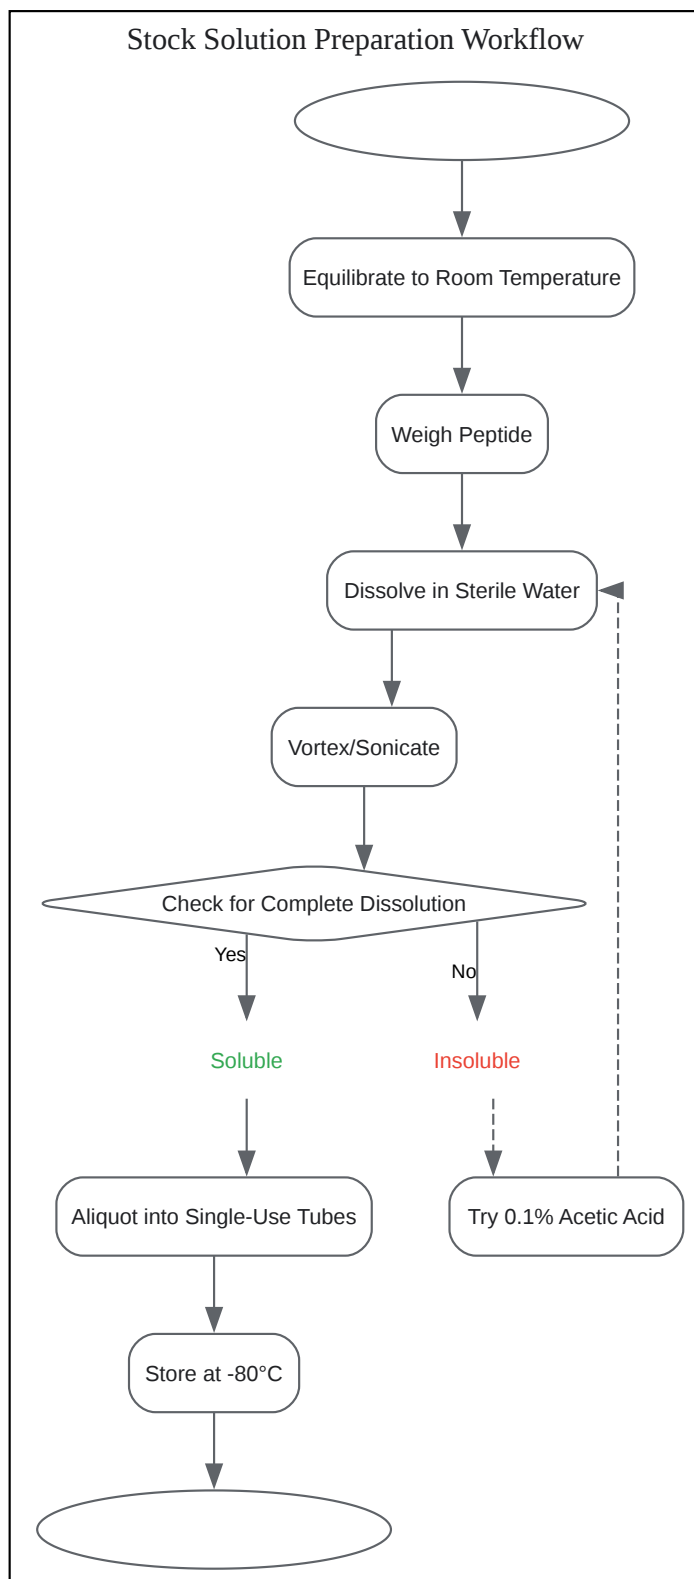 Stock Solution Preparation Workflow
Equilibrate to Room Temperature
Weigh Peptide
Dissolve in Sterile Water
Vortex/Sonicate
Check for Complete Dissolution
Yes
No
Soluble
Insoluble
Aliquot into Single-Use Tubes
Try 0.1% Acetic Acid
Store at -80°C